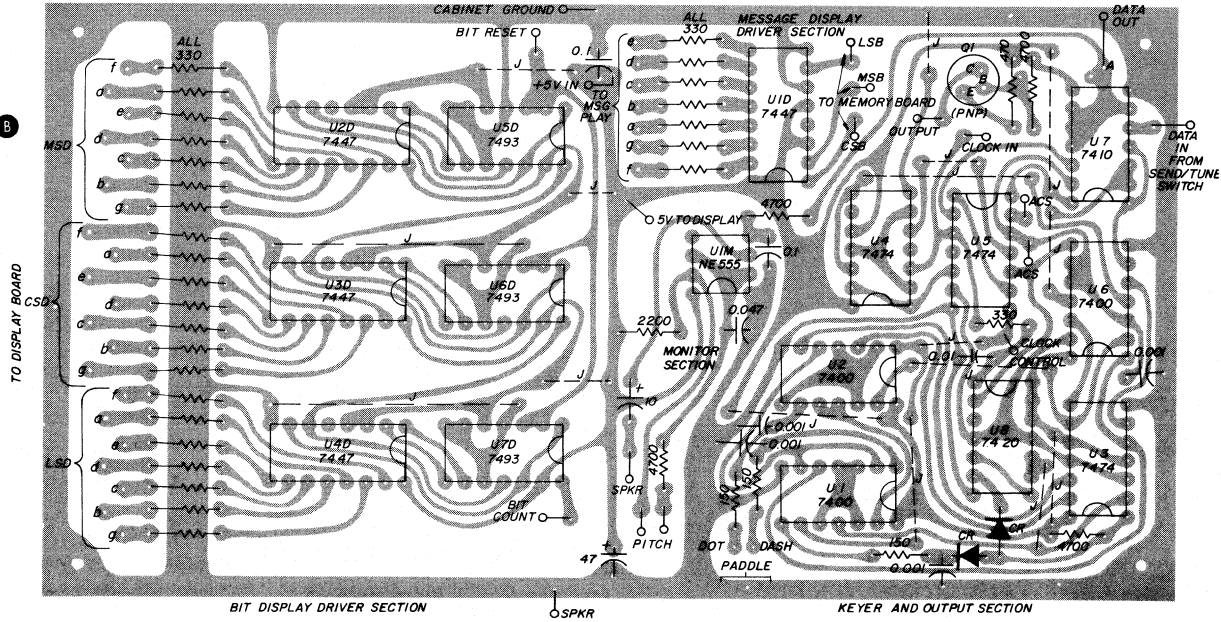 B
CABINET GROUND
BIT RESET
0.1
+5V IN
TO
MSG
PLAY
ALL
330
MSD
f
a
e
d
c
b
g
U2D
7447
U5D
7493
J
J
TO DISPLAY BOARD
CSD
f
a
e
d
c
b
g
J
U3D
7447
U6D
7493
J
LSD
f
a
e
d
c
b
g
J
U4D
7447
U7D
7493
BIT
COUNT
47
BIT DISPLAY DRIVER SECTION
SPKR
ALL
330
e
d
c
b
a
g
f
MESSAGE DISPLAY
DRIVER SECTION
U1D
7447
LSB
MSB
TO MEMORY BOARD
CSB
OUTPUT
J
Q1
C
B
E
(PNP)
470
4700
CLOCK IN
DATA
OUT
A
U7
7410
DATA
IN
FROM
SEND/TUNE
SWITCH
5V TO DISPLAY
4700
U1M
NE555
0.1
0.047
2200
MONITOR
SECTION
10
SPKR
4700
PITCH
J
J
J
U4
7474
U5
7474
ACS
J
ACS
U6
7400
330
CLOCK
CONTROL
J
0.01
J
0.001
U2
7400
J
0.001
0.001
150
150
U1
7400
J
U8
7420
J
J
U3
7474
DOT
DASH
PADDLE
150
0.001
CR
CR
4700
KEYER AND OUTPUT SECTION